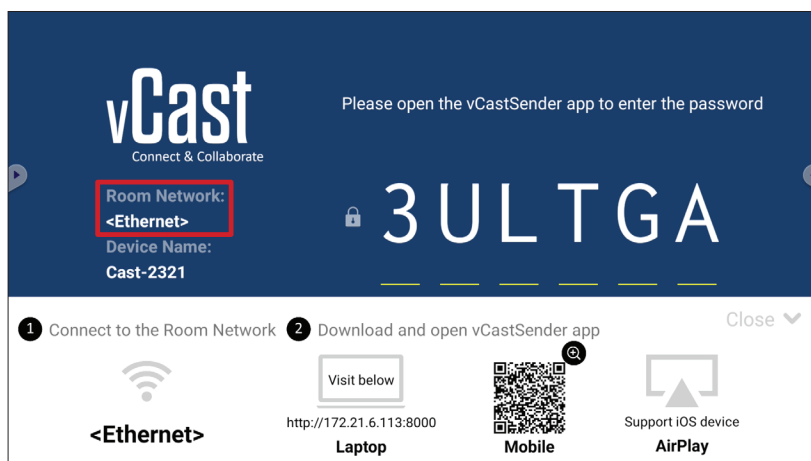 vCast
Connect & Collaborate
Please open the vCastSender app to enter the password
Room Network:
<Ethernet>
Device Name:
Cast-2321
3ULTGA
1 Connect to the Room Network
2 Download and open vCastSender app
Close
<Ethernet>
Visit below
http://172.21.6.113:8000
Laptop
Mobile
Support iOS device
AirPlay